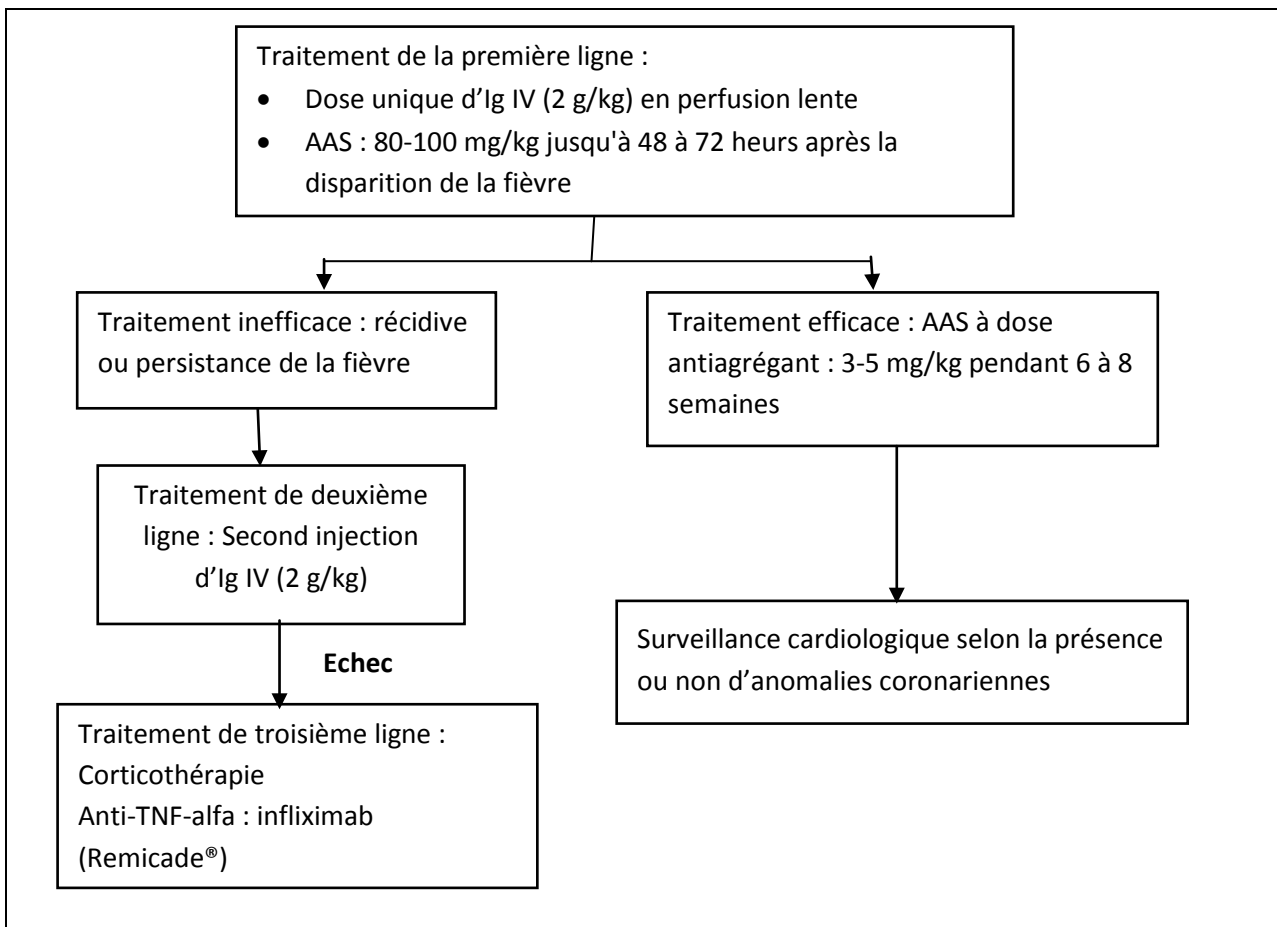 Traitement de la première ligne :
• Dose unique d’Ig IV (2 g/kg) en perfusion lente
• AAS : 80-100 mg/kg jusqu'à 48 à 72 heurs après la
disparition de la fièvre
Traitement inefficace : récidive
ou persistance de la fièvre
Traitement efficace : AAS à dose
antiagrégant : 3-5 mg/kg pendant 6 à 8
semaines
Traitement de deuxième
ligne : Second injection
d’Ig IV (2 g/kg)
Echec
Surveillance cardiologique selon la présence
ou non d’anomalies coronariennes
Traitement de troisième ligne :
Corticothérapie
Anti-TNF-alfa : infliximab
(Remicade®)